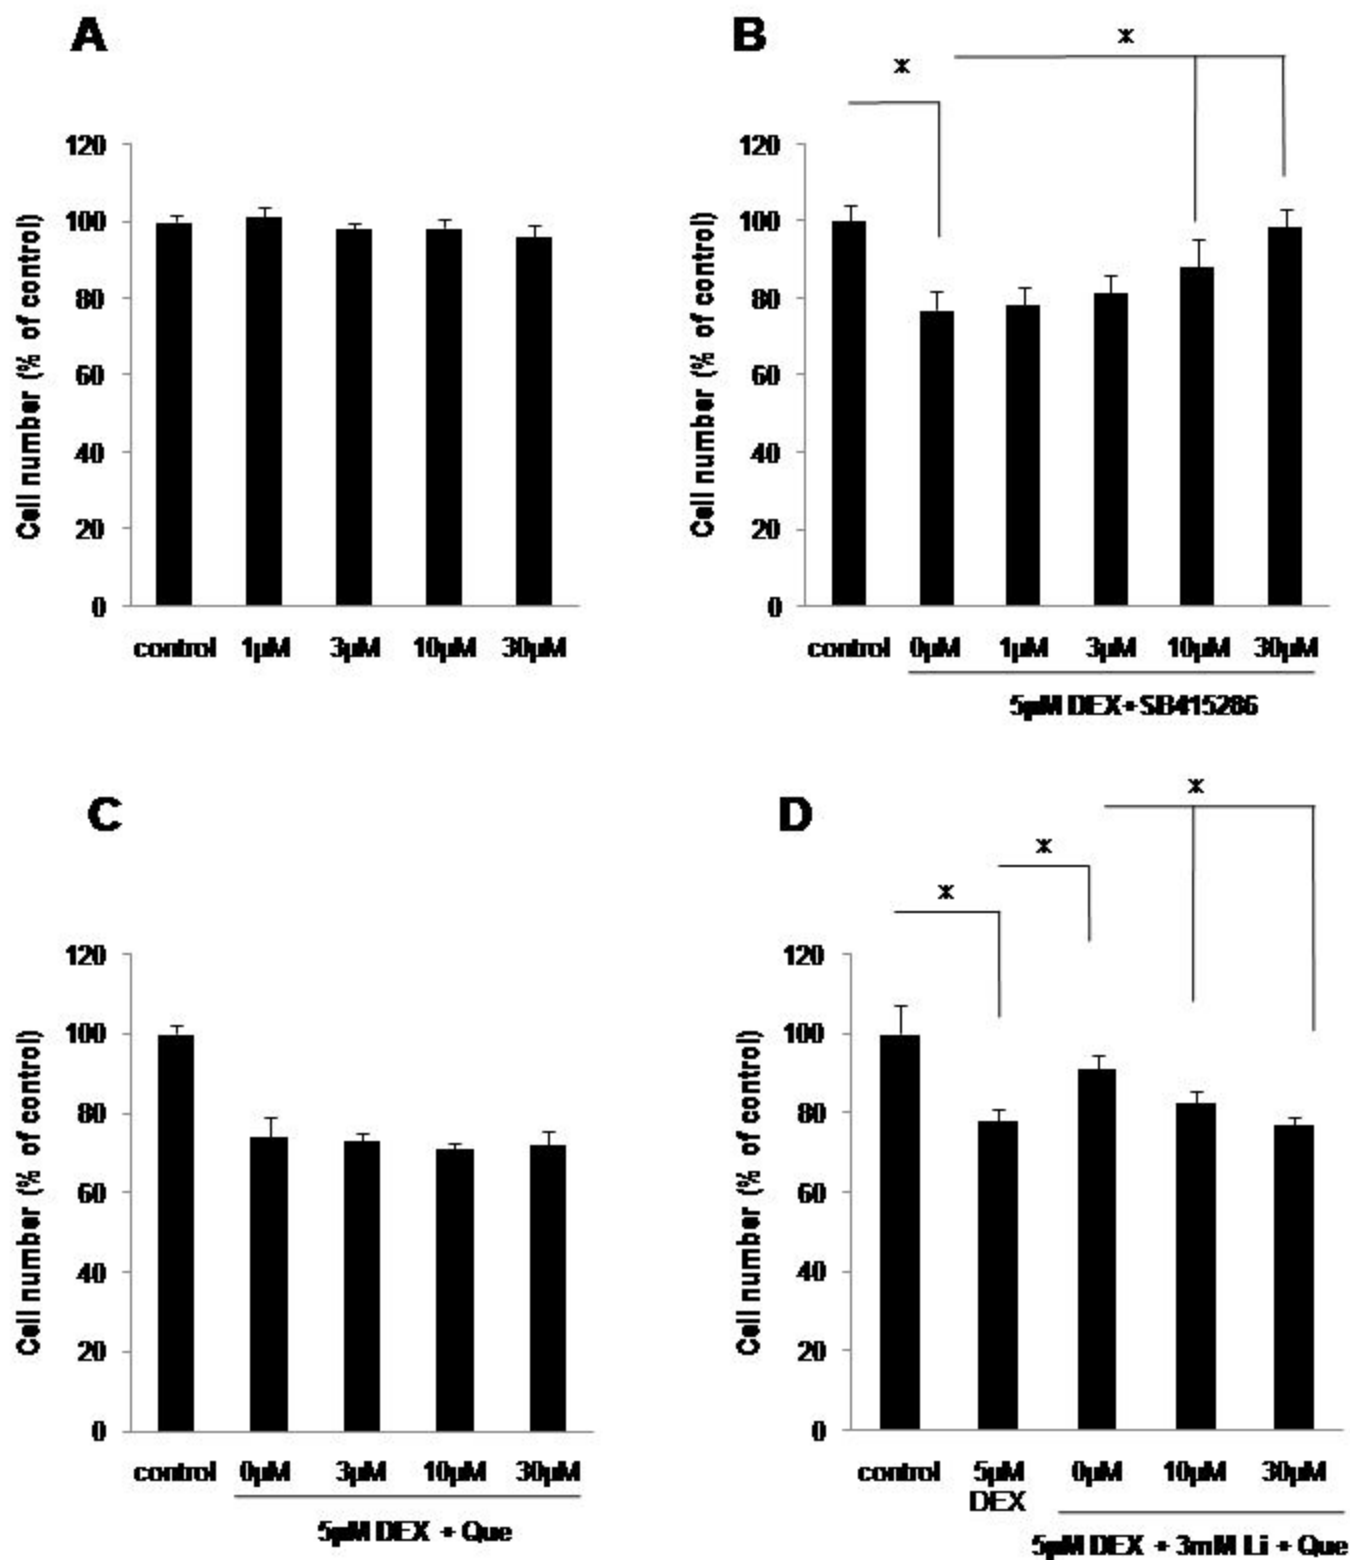 A
120
100
80
60
40
20
0
Cell number (% of control)
control 1µM 3µM 10µM 30µM
B
*
*
120
100
80
60
40
20
0
Cell number (% of control)
control 0µM 1µM 3µM 10µM 30µM
5µM DEX+SB415286
C
120
100
80
60
40
20
0
Cell number (% of control)
control 0µM 3µM 10µM 30µM
5µM DEX + Que
D
*
*
*
120
100
80
60
40
20
0
Cell number (% of control)
control 5µM 0µM 10µM 30µM
DEX
5µM DEX + 3mM Li + Que